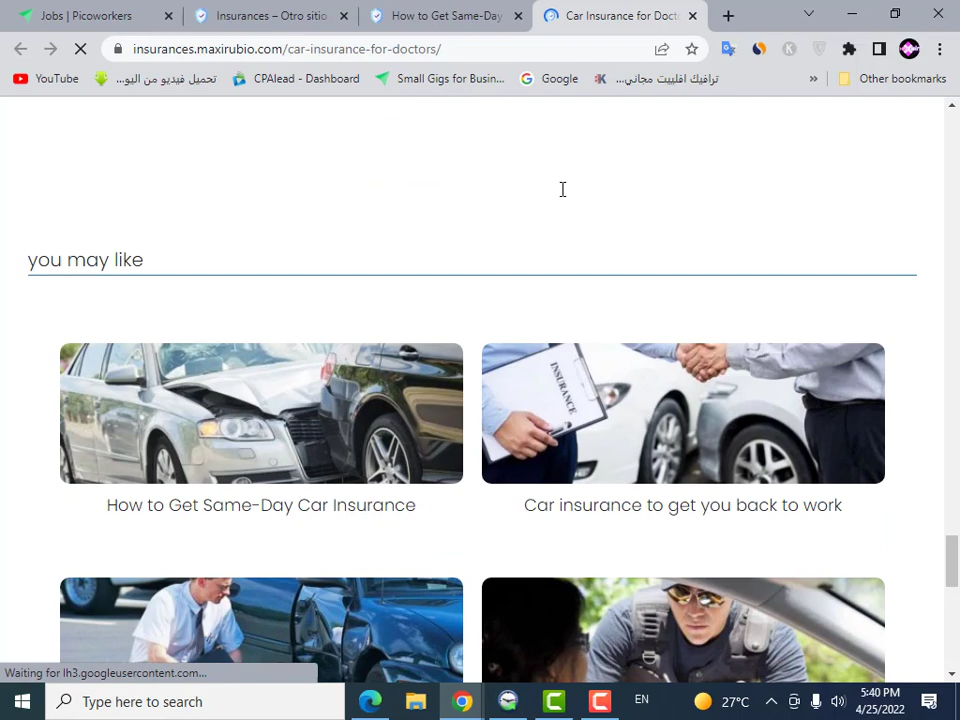 Jobs | Picoworkers
Insurances – Otro sitio
How to Get Same-Day
Car Insurance for Doct
insurances.maxirubio.com/car-insurance-for-doctors/
YouTube
تحميل فيديو من اليو...
CPAlead - Dashboard
Small Gigs for Busin...
Google
ترافيك افلييت مجاني...
»
Other bookmarks
you may like
INSURANCE
How to Get Same-Day Car Insurance
Car insurance to get you back to work
Waiting for lh3.googleusercontent.com...
Type here to search
EN
27°C
5:40 PM
4/25/2022